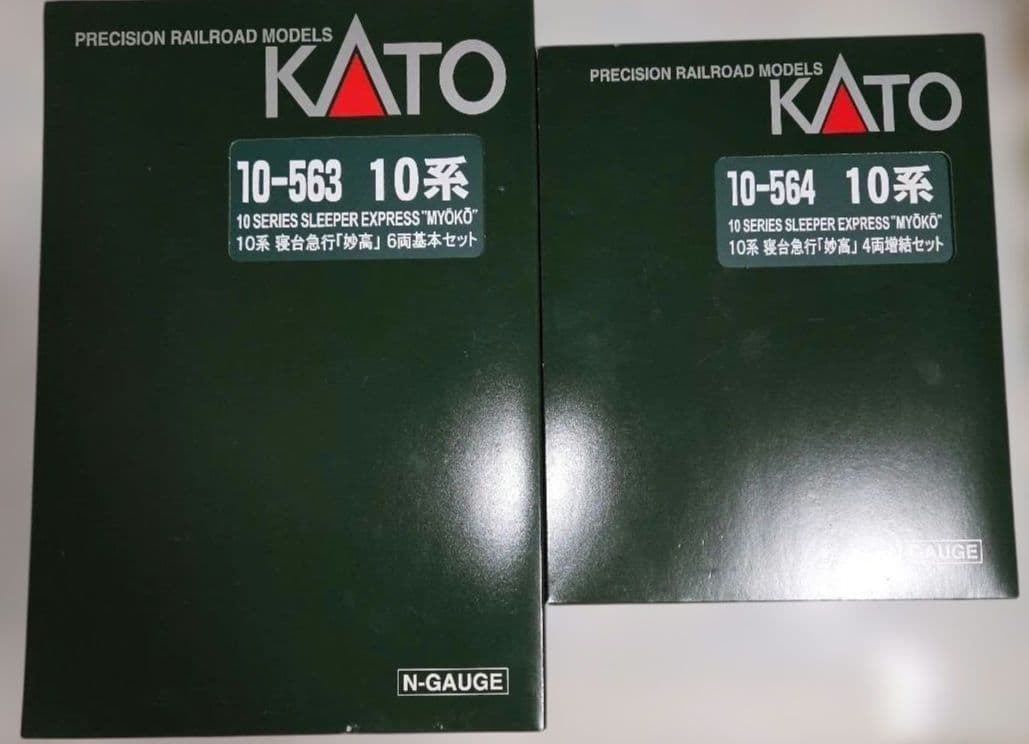 PRECISION RAILROAD MODELS
KATO
10-563 10系
10 SERIES SLEEPER EXPRESS "MYŌKŌ"
10系 寝台急行「妙高」 6両基本セット
N-GAUGE
PRECISION RAILROAD MODELS
KATO
10-564 10系
10 SERIES SLEEPER EXPRESS "MYŌKŌ"
10系 寝台急行「妙高」 4両増結セット
N-GAUGE